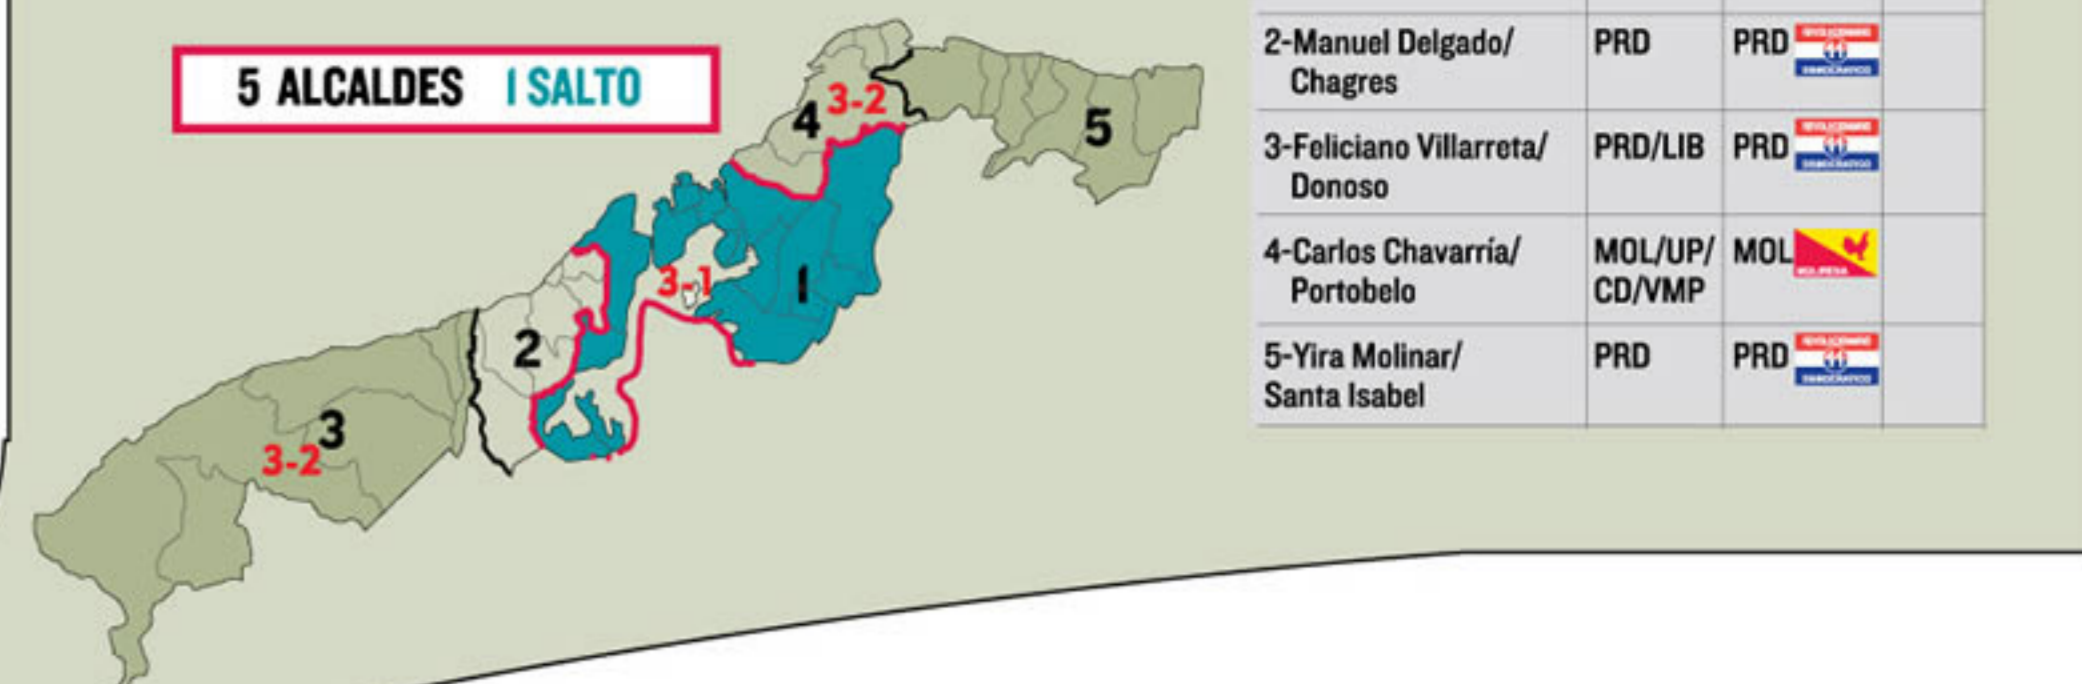 5 ALCALDES 1 SALTO
4
3-2
5
3-1
1
2
3
3-2
2-Manuel Delgado/ PRD PRD
Chagres
3-Feliciano Villarreta/ PRD/LIB PRD
Donoso
4-Carlos Chavarría/ MOL/UP/ MOL
Portobelo CD/VMP
5-Yira Molinar/ PRD PRD
Santa Isabel